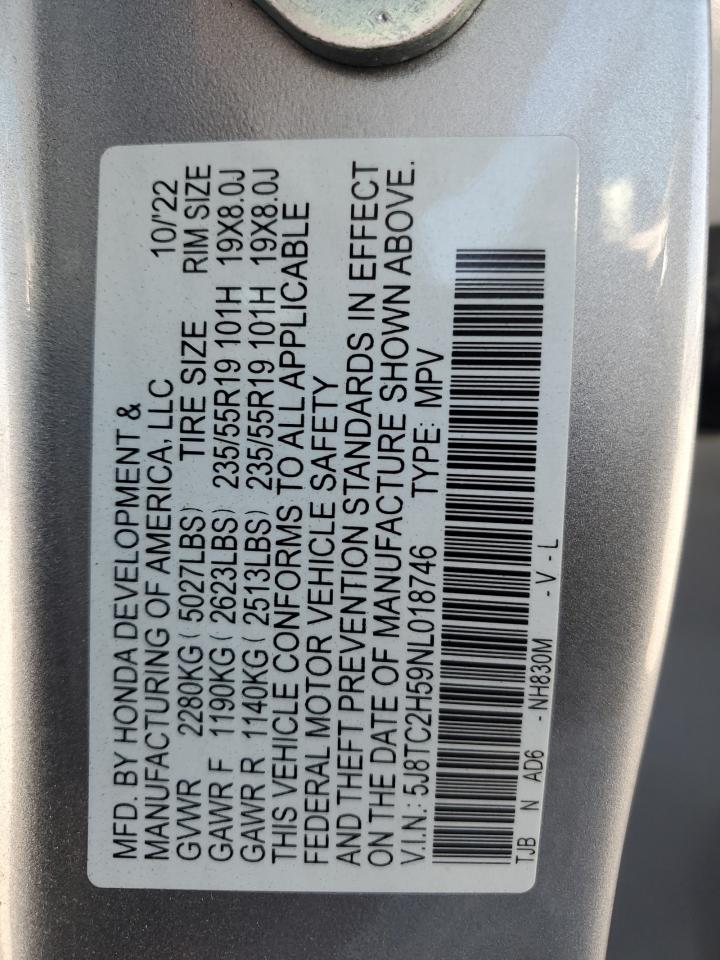 MFD. BY HONDA DEVELOPMENT &
MANUFACTURING OF AMERICA, LLC 10/'22
GVWR 2280KG ( 5027LBS) TIRE SIZE RIM SIZE
GAWR F 1190KG ( 2623LBS) 235/55R19 101H 19X8.0J
GAWR R 1140KG ( 2513LBS) 235/55R19 101H 19X8.0J
THIS VEHICLE CONFORMS TO ALL APPLICABLE
FEDERAL MOTOR VEHICLE SAFETY
AND THEFT PREVENTION STANDARDS IN EFFECT
ON THE DATE OF MANUFACTURE SHOWN ABOVE.
V.I.N.: 5J8TC2H59NL018746 TYPE: MPV
TJB N AD6 -NH830M -V-L